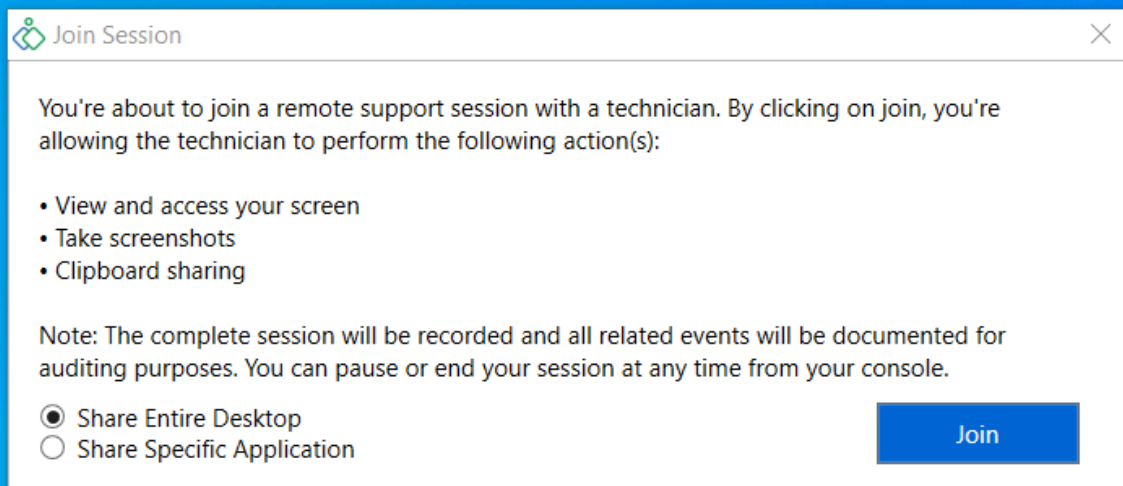 Join Session
You're about to join a remote support session with a technician. By clicking on join, you're
allowing the technician to perform the following action(s):
• View and access your screen
• Take screenshots
• Clipboard sharing
Note: The complete session will be recorded and all related events will be documented for
auditing purposes. You can pause or end your session at any time from your console.
Share Entire Desktop
Share Specific Application
Join